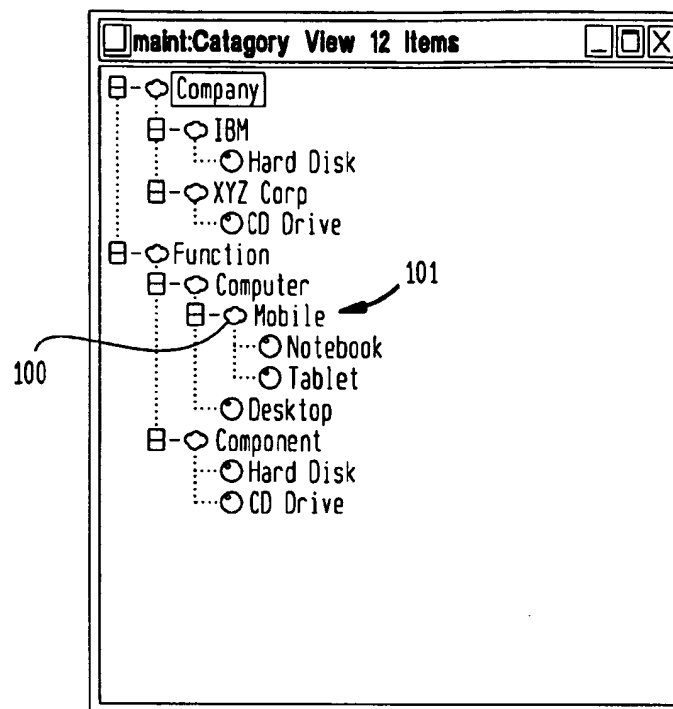 maint:Catagory View 12 Items
Company
IBM
Hard Disk
XYZ Corp
CD Drive
Function
Computer
101
Mobile
Notebook
100
Tablet
Desktop
Component
Hard Disk
CD Drive